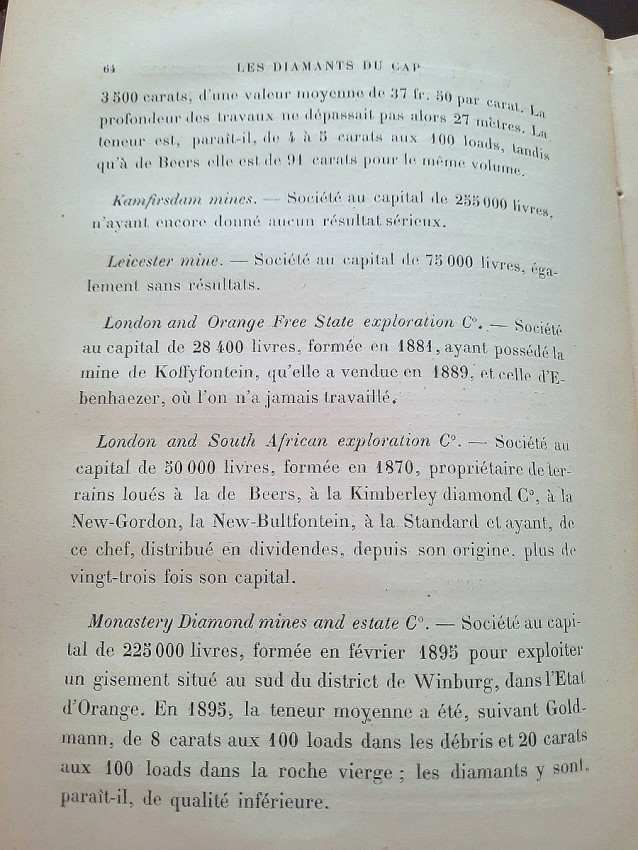 64 LES DIAMANTS DU CAP
3 500 carats, d'une valeur moyenne de 37 fr. 50 par carat. La
profondeur des travaux ne dépassait pas alors 27 mètres. La
teneur est, paraît-il, de 4 à 5 carats aux 100 loads, tandis
qu'à de Beers elle est de 91 carats pour le même volume.
Kamfirsdam mines. — Société au capital de 255 000 livres,
n'ayant encore donné aucun résultat sérieux.
Leicester mine. — Société au capital de 75 000 livres, éga-
lement sans résultats.
London and Orange Free State exploration C°. — Société
au capital de 28 400 livres, formée en 1881, ayant possédé la
mine de Koffyfontein, qu'elle a vendue en 1889, et celle d'E-
benhaezer, où l'on n'a jamais travaillé.
London and South African exploration C°. — Société au
capital de 50 000 livres, formée en 1870, propriétaire de ter-
rains loués à la de Beers, à la Kimberley diamond C°, à la
New-Gordon, la New-Bultfontein, à la Standard et ayant, de
ce chef, distribué en dividendes, depuis son origine, plus de
vingt-trois fois son capital.
Monastery Diamond mines and estate C°. — Société au capi-
tal de 225 000 livres, formée en février 1895 pour exploiter
un gisement situé au sud du district de Winburg, dans l'Etat
d'Orange. En 1895, la teneur moyenne a été, suivant Gold-
mann, de 8 carats aux 100 loads dans les débris et 20 carats
aux 100 loads dans la roche vierge ; les diamants y sont,
paraît-il, de qualité inférieure.